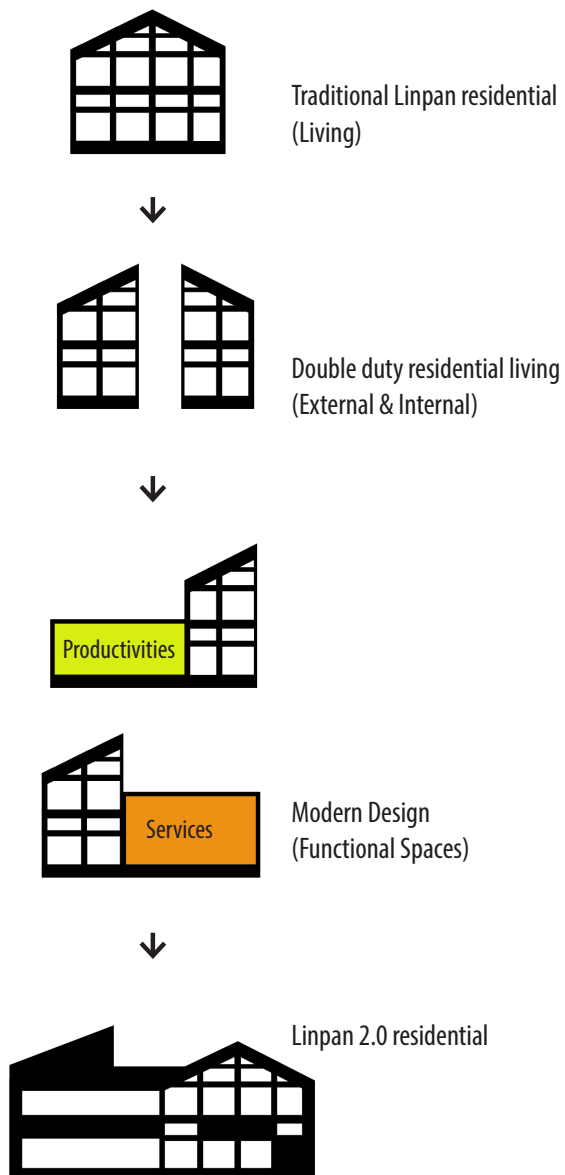 Traditional Linpan residential
(Living)
Double duty residential living
(External & Internal)
Productivities
Services
Modern Design
(Functional Spaces)
Linpan 2.0 residential